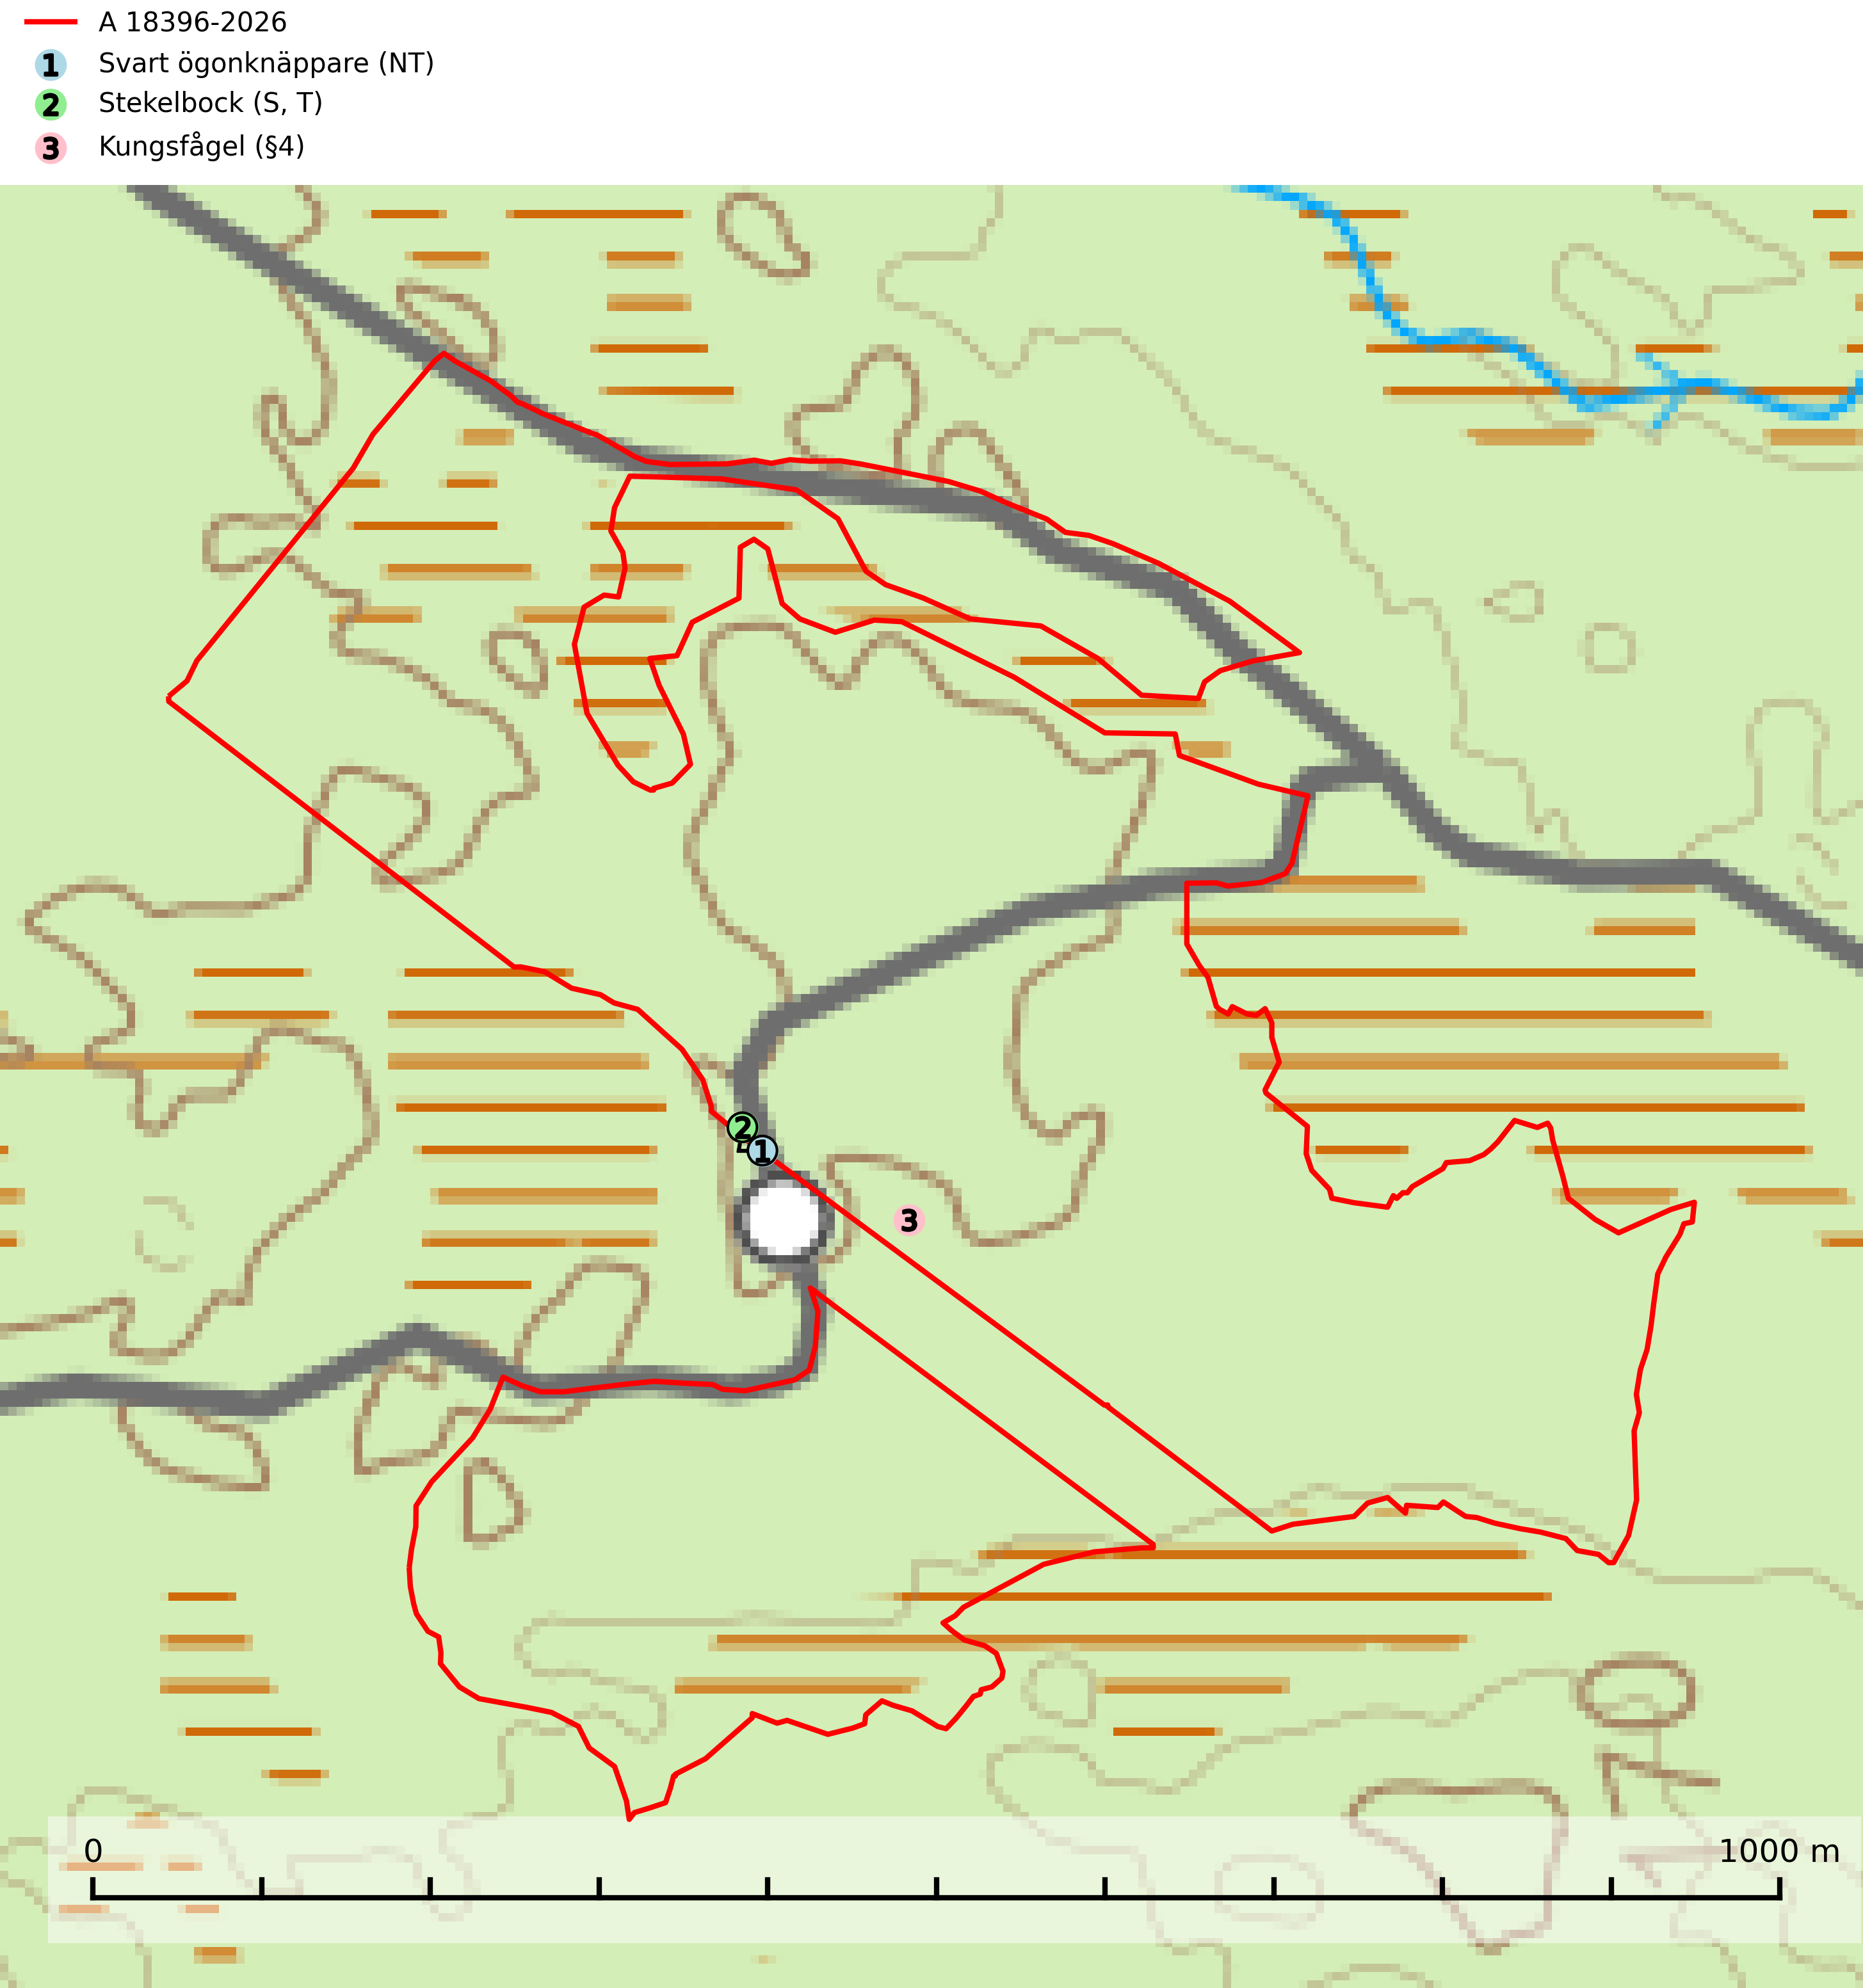 A 18396-2026
1 Svart ögonknäppare (NT)
2 Stekelbock (S, T)
3 Kungsfågel (§4)
2
1
3
0 1000 m